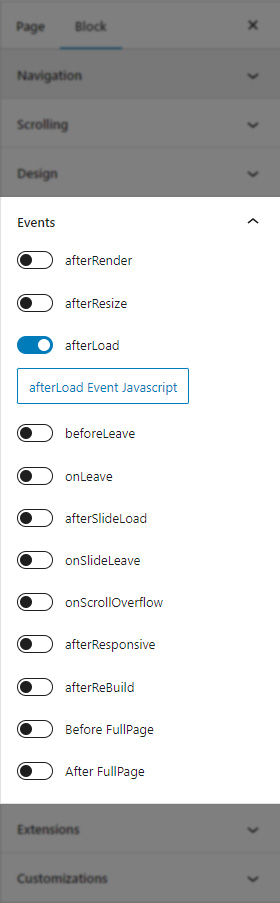 Page Block
Navigation
Scrolling
Design
Events
afterRender
afterResize
afterLoad
afterLoad Event Javascript
beforeLeave
onLeave
afterSlideLoad
onSlideLeave
onScrollOverflow
afterResponsive
afterReBuild
Before FullPage
After FullPage
Extensions
Customizations